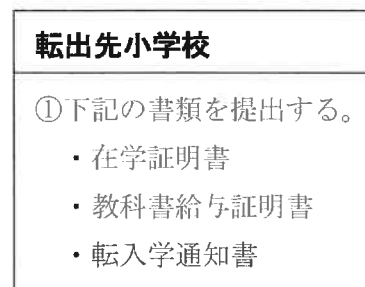 転出先小学校
①下記の書類を提出する。
・在学証明書
・教科書給与証明書
・転入学通知書